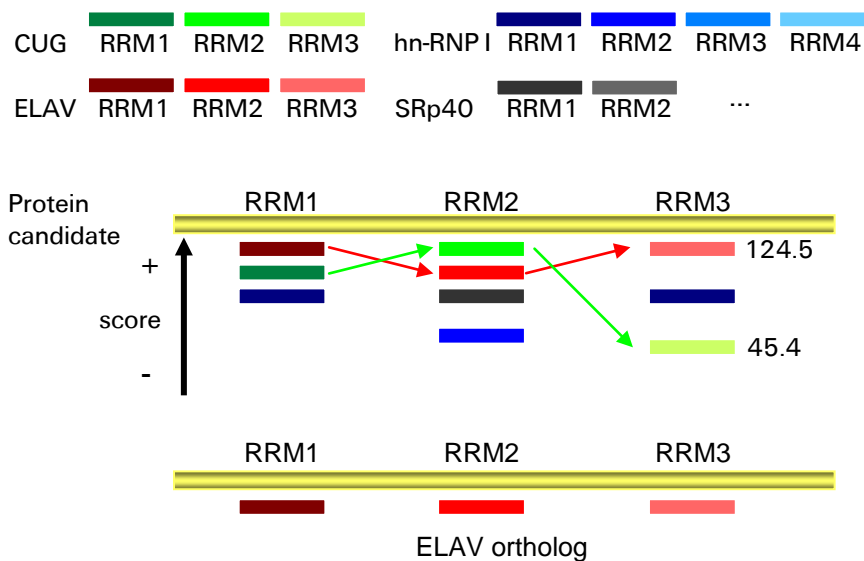 CUG RRM1 RRM2 RRM3 hn-RNP I RRM1 RRM2 RRM3 RRM4
ELAV RRM1 RRM2 RRM3 SRp40 RRM1 RRM2 ...
Protein candidate
RRM1 RRM2 RRM3
+
score
-
124.5
45.4
RRM1 RRM2 RRM3
ELAV ortholog